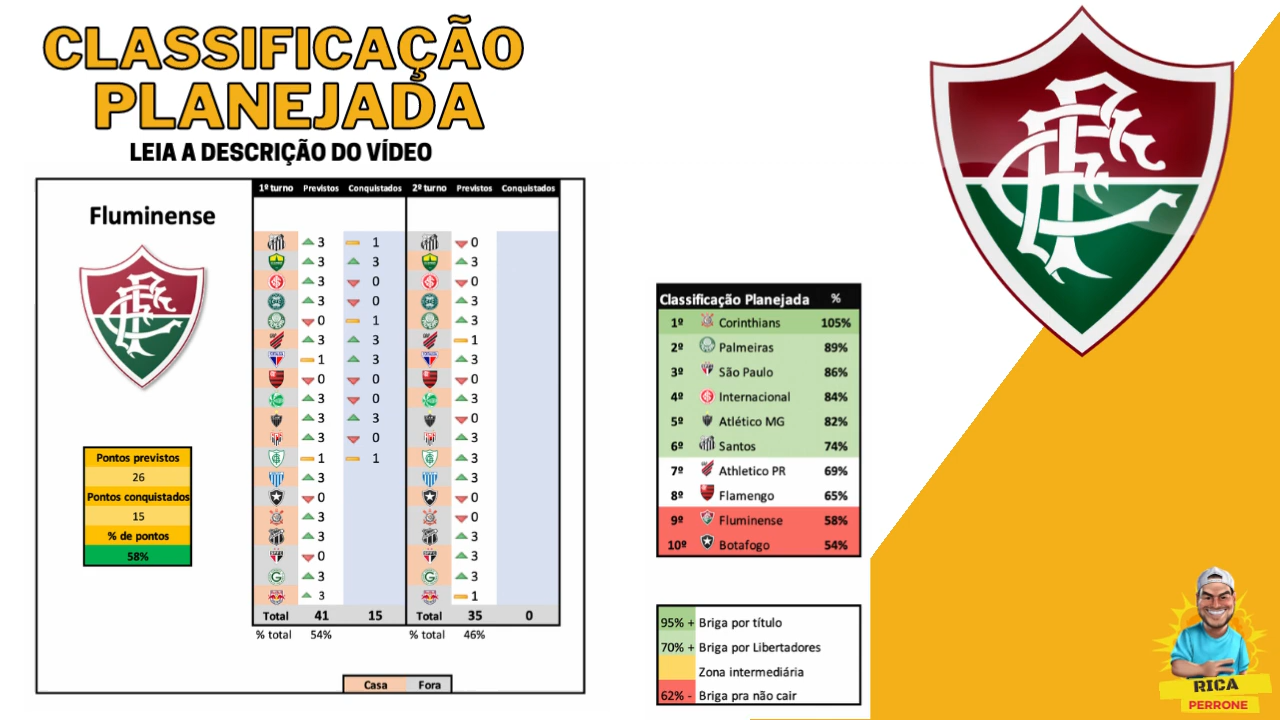 CLASSIFICAÇÃO
PLANEJADA
LEIA A DESCRIÇÃO DO VÍDEO
Fluminense
1º turno Previstos Conquistados 2º turno Previstos Conquistados
3 1 0
3 3 3
3 0 0
3 0 3
0 1 3
3 3 1
1 3 3
0 0 0
3 0 3
3 3 0
3 0 3
1 1 3
3 3
0 0
3 0
3 3
0 3
3 3
3 1
Total 41 15 Total 35 0
% total 54% % total 46%
Casa Fora
Pontos previstos
26
Pontos conquistados
15
% de pontos
58%
Classificação Planejada %
1º Corinthians 105%
2º Palmeiras 89%
3º São Paulo 86%
4º Internacional 84%
5º Atlético MG 82%
6º Santos 74%
7º Athletico PR 69%
8º Flamengo 65%
9º Fluminense 58%
10º Botafogo 54%
95% + Briga por título
70% + Briga por Libertadores
Zona intermediária
62% - Briga pra não cair
RICA
PERRONE